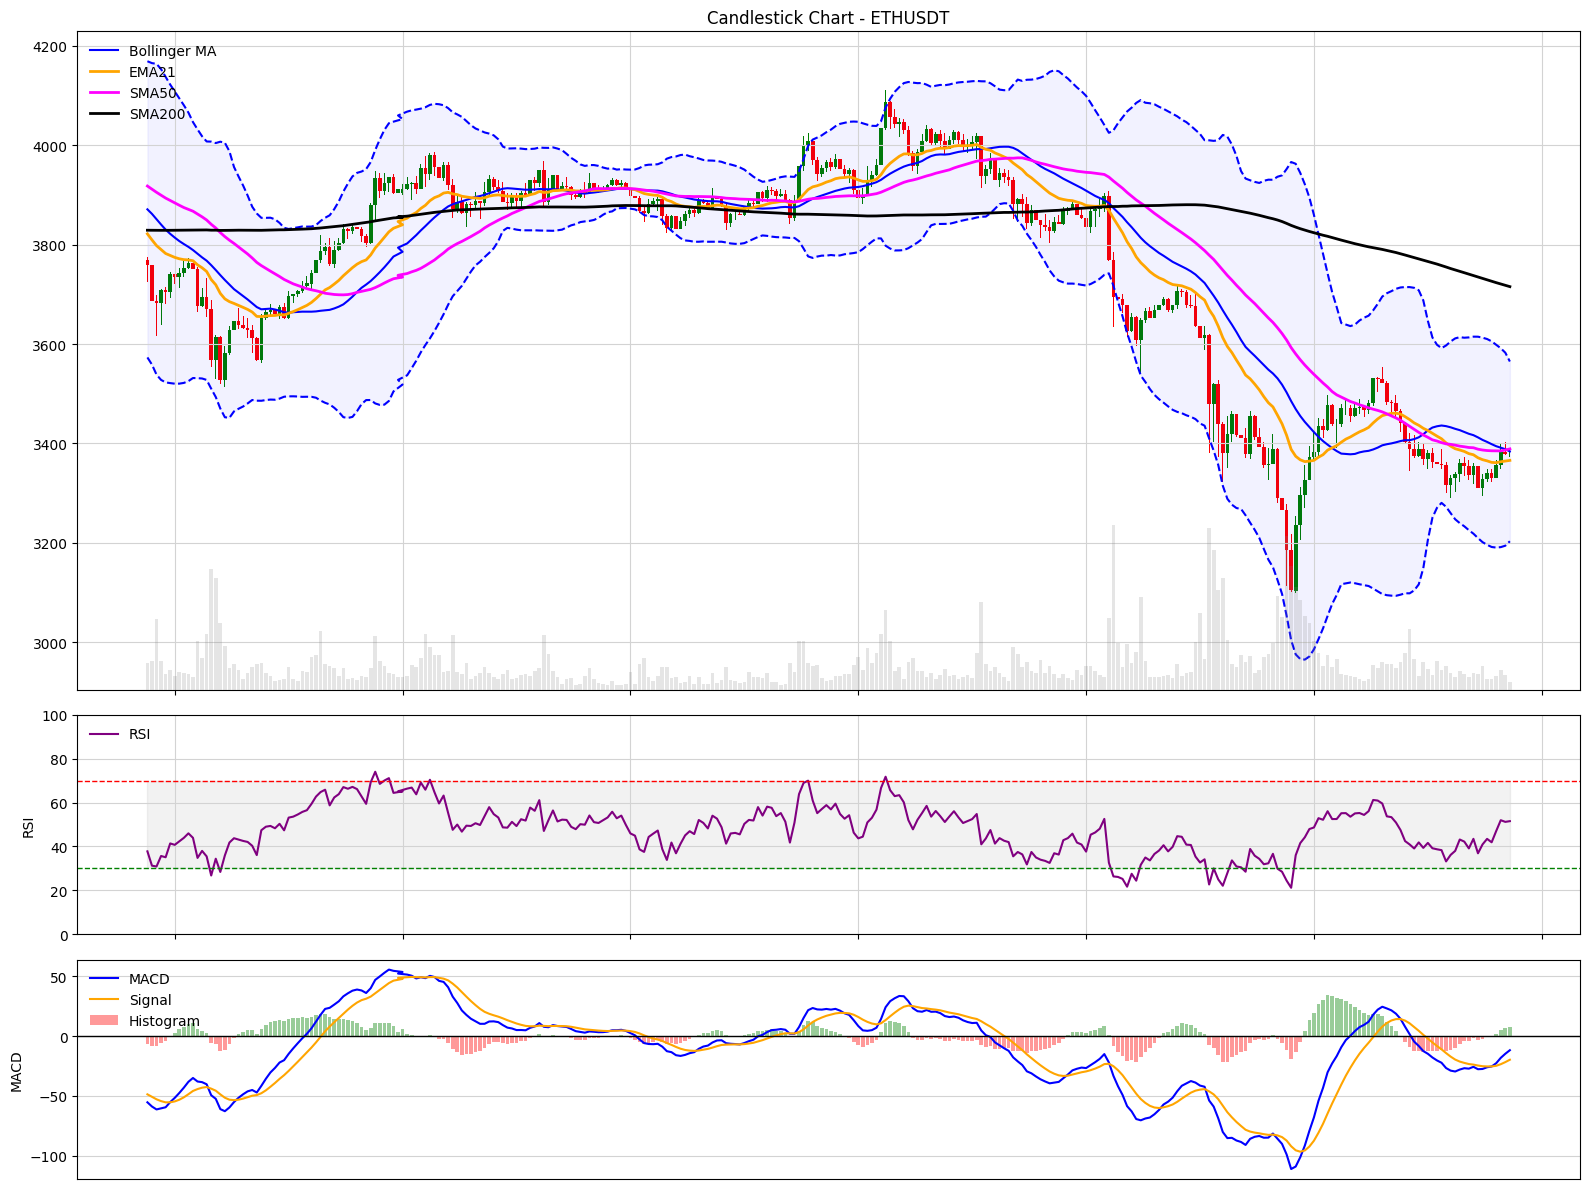 Candlestick Chart - ETHUSDT
4200
4000
3800
3600
3400
3200
3000
Bollinger MA
EMA21
SMA50
SMA200
100
80
60
40
20
0
RSI
RSI
50
0
−50
−100
MACD
MACD
Signal
Histogram